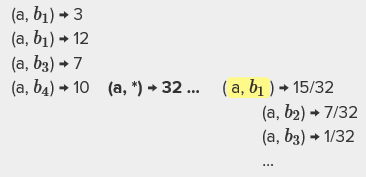 (a, b₁) → 3
(a, b₁) → 12
(a, b₃) → 7
(a, b₄) → 10 (a, *) → 32 ... ( a, b₁ ) → 15/32
(a, b₂) → 7/32
(a, b₃) → 1/32
...